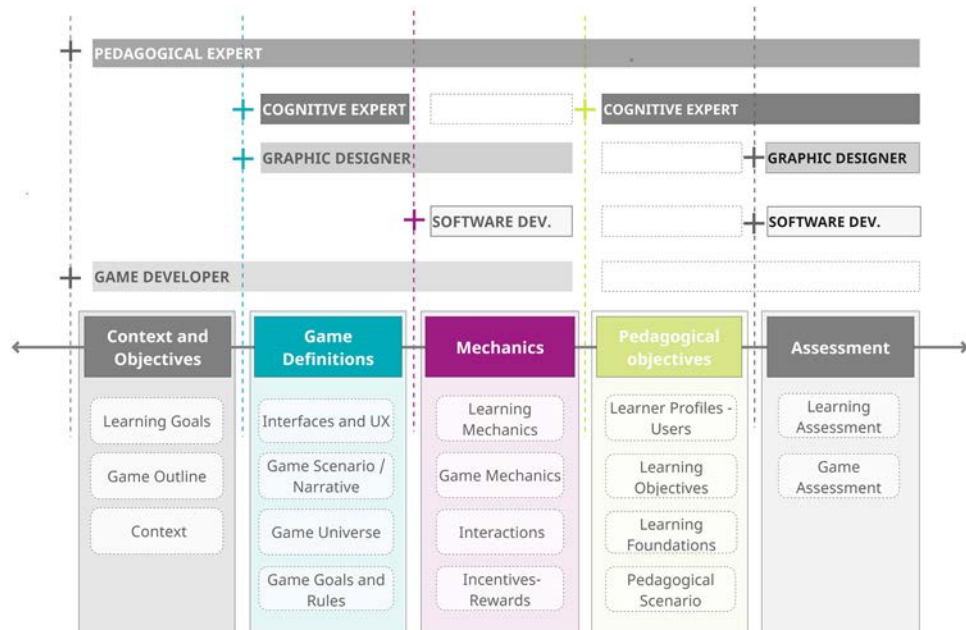 PEDAGOGICAL EXPERT
COGNITIVE EXPERT
COGNITIVE EXPERT
GRAPHIC DESIGNER
GRAPHIC DESIGNER
SOFTWARE DEV.
SOFTWARE DEV.
GAME DEVELOPER
Context and
Objectives
Learning Goals
Game Outline
Context
Game
Definitions
Interfaces and UX
Game Scenario /
Narrative
Game Universe
Game Goals and
Rules
Mechanics
Learning
Mechanics
Game Mechanics
Interactions
Incentives-
Rewards
Pedagogical
objectives
Learner Profiles -
Users
Learning
Objectives
Learning
Foundations
Pedagogical
Scenario
Assessment
Learning
Assessment
Game
Assessment